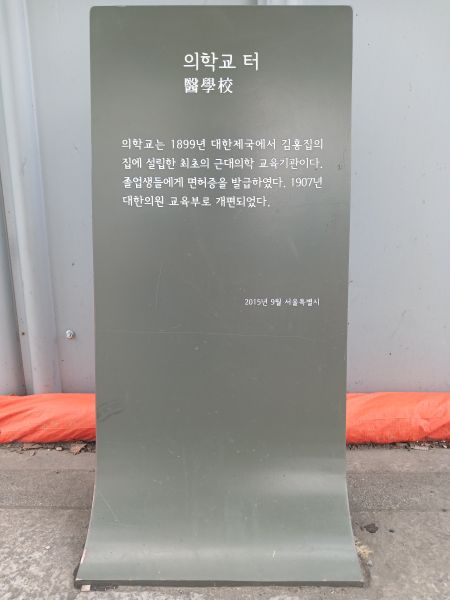 의학교 터
醫學校
의학교는 1899년 대한제국에서 김홍집의
집에 설립한 최초의 근대의학 교육기관이다.
졸업생들에게 면허증을 발급하였다. 1907년
대한의원 교육부로 개편되었다.
2015년 9월 서울특별시